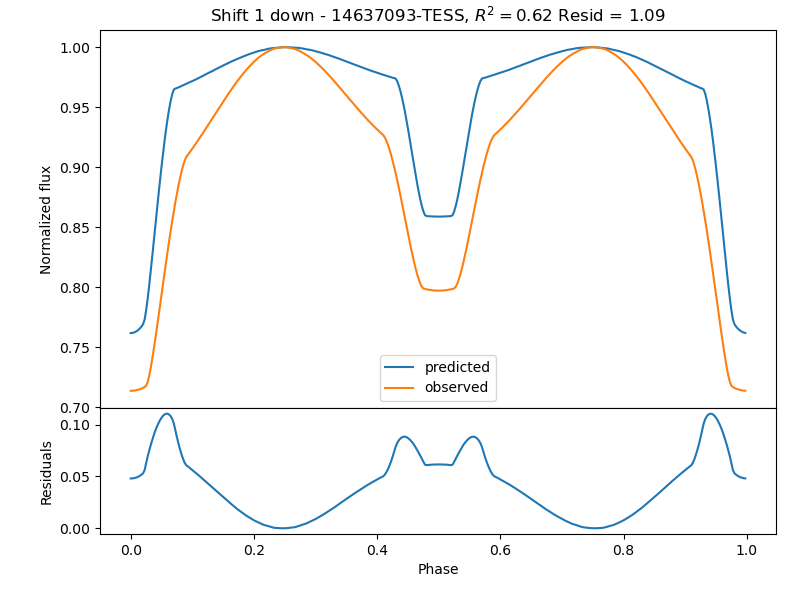 Shift 1 down - 14637093-TESS, R² = 0.62 Resid = 1.09
1.00
0.95
0.90
0.85
0.80
0.75
0.70
Normalized flux
predicted
observed
0.10
0.05
0.00
Residuals
0.0 0.2 0.4 0.6 0.8 1.0
Phase